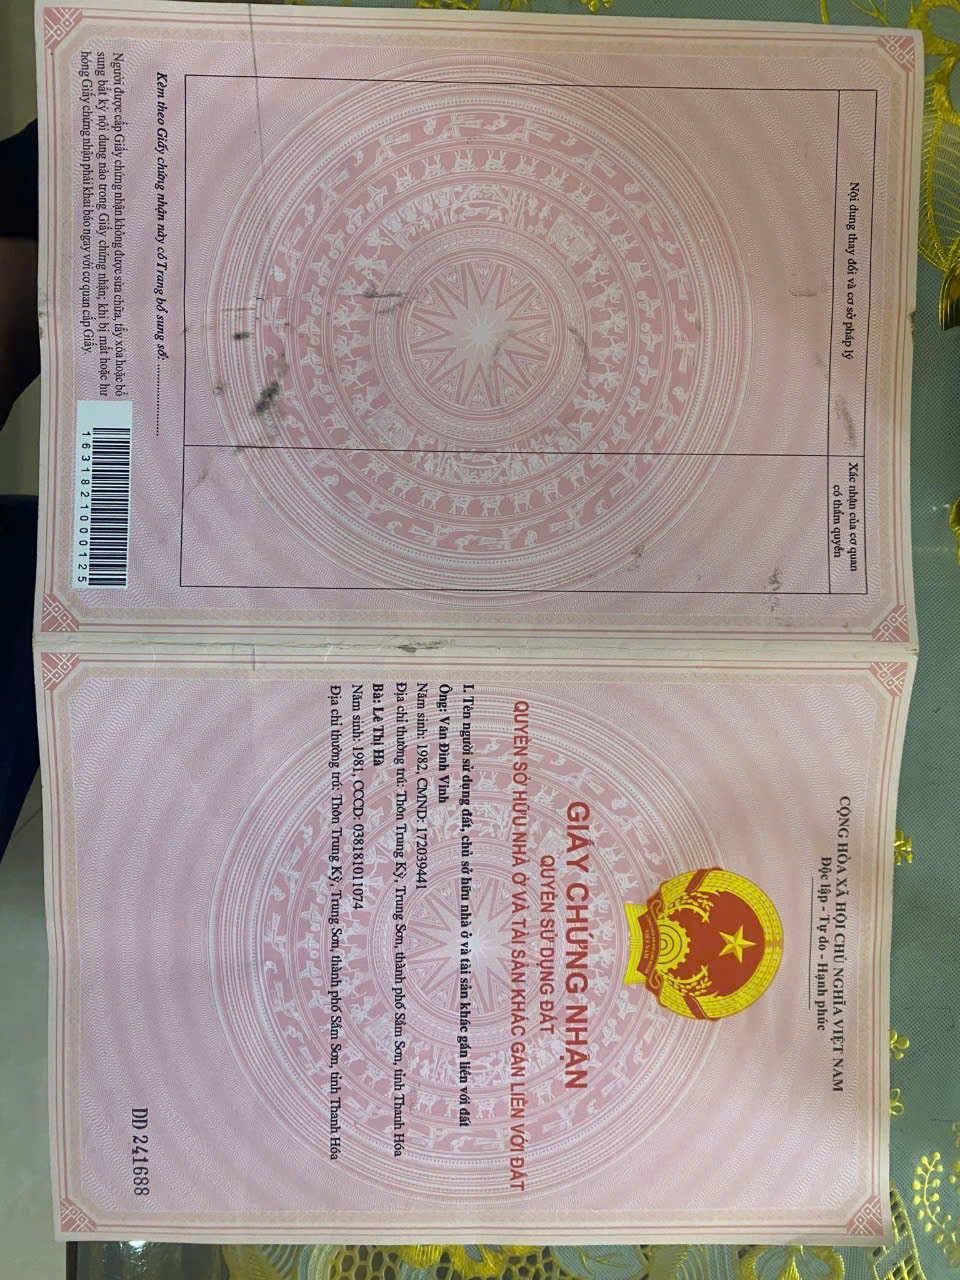 Nội dung thay đổi và cơ sở pháp lý
Xác nhận của cơ quan
có thẩm quyền
Kèm theo Giấy chứng nhận này có Trang bổ sung số: ........................
Người được cấp Giấy chứng nhận không được sửa chữa, tẩy xóa hoặc bổ
sung bất kỳ nội dung nào trong Giấy chứng nhận; khi bị mất hoặc hư
hỏng Giấy chứng nhận phải khai báo ngay với cơ quan cấp Giấy.
1631821000125
CỘNG HÒA XÃ HỘI CHỦ NGHĨA VIỆT NAM
Độc lập - Tự do - Hạnh phúc
VIỆT NAM
GIẤY CHỨNG NHẬN
QUYỀN SỬ DỤNG ĐẤT
QUYỀN SỞ HỮU NHÀ Ở VÀ TÀI SẢN KHÁC GẮN LIỀN VỚI ĐẤT
I. Tên người sử dụng đất, chủ sở hữu nhà ở và tài sản khác gắn liền với đất
Ông: Văn Đình Vinh
Năm sinh: 1982, CMND: 172039441
Địa chỉ thường trú: Thôn Trung Kỳ, Trung Sơn, thành phố Sầm Sơn, tỉnh Thanh Hóa
Bà: Lê Thị Hà
Năm sinh: 1981, CCCD: 038181011074
Địa chỉ thường trú: Thôn Trung Kỳ, Trung Sơn, thành phố Sầm Sơn, tỉnh Thanh Hóa
DD 241688